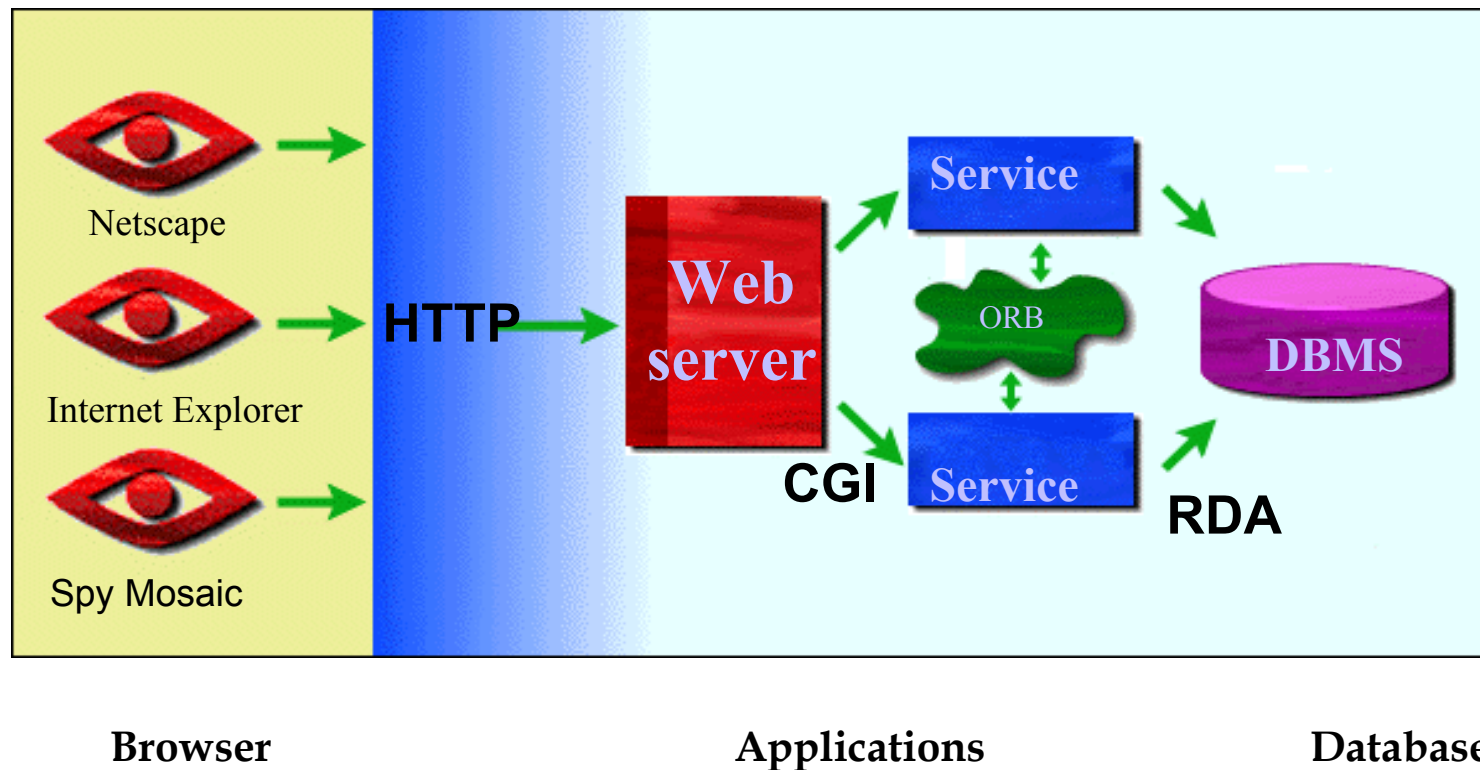 Netscape
Internet Explorer
Spy Mosaic
HTTP
Web
server
CGI
Service
ORB
Service
RDA
DBMS
Browser
Applications
Database